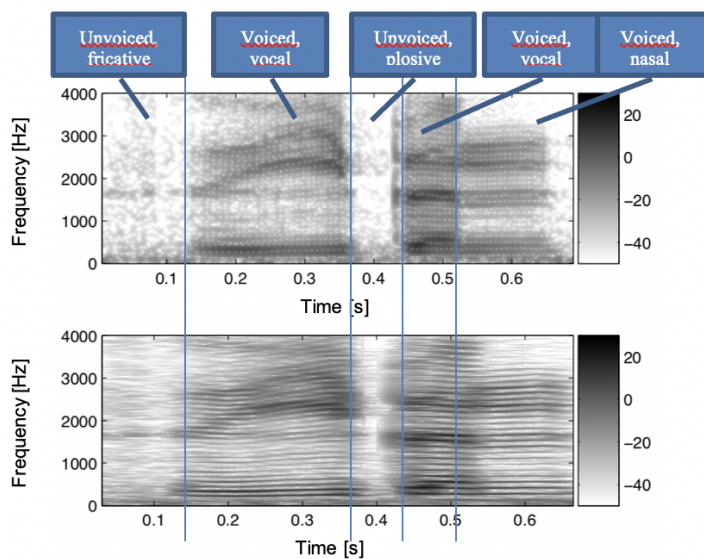 Unvoiced,
fricative
Voiced,
vocal
Unvoiced,
plosive
Voiced,
vocal
Voiced,
nasal
Frequency [Hz]
4000
3000
2000
1000
0
0.1
0.2
0.3
0.4
0.5
0.6
Time [s]
20
0
−20
−40
Frequency [Hz]
4000
3000
2000
1000
0
0.1
0.2
0.3
0.4
0.5
0.6
Time [s]
20
0
−20
−40